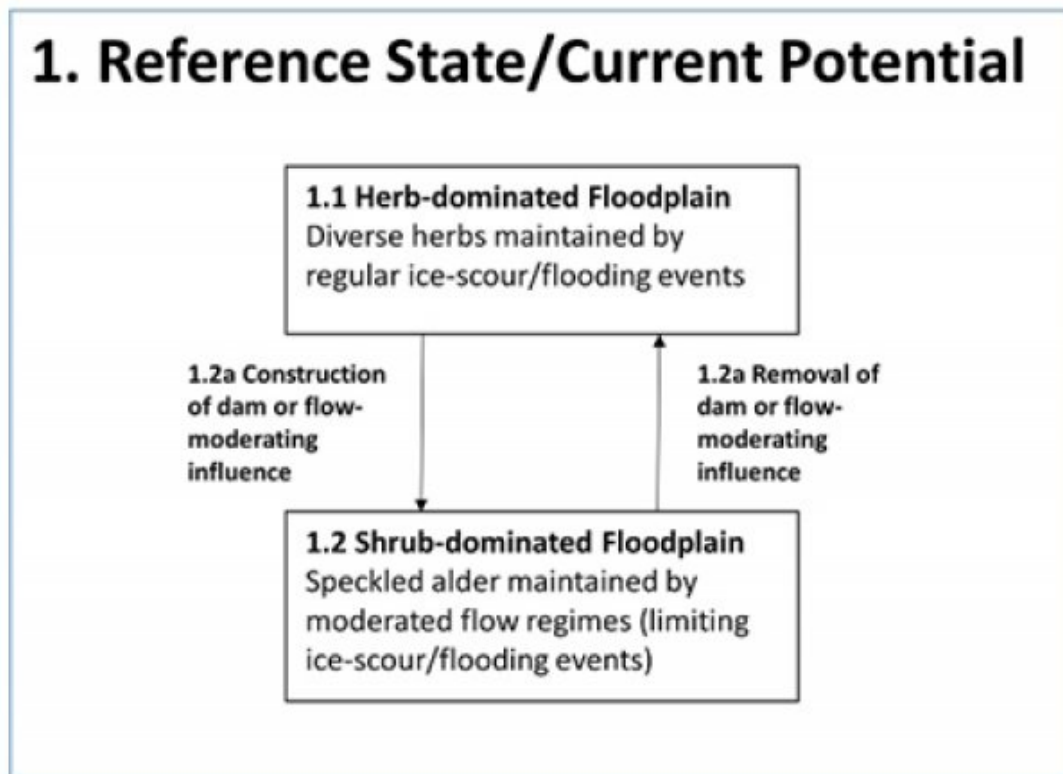 1. Reference State/Current Potential
1.1 Herb-dominated Floodplain
Diverse herbs maintained by
regular ice-scour/flooding events
1.2a Construction
of dam or flow-
moderating
influence
1.2a Removal of
dam or flow-
moderating
influence
1.2 Shrub-dominated Floodplain
Speckled alder maintained by
moderated flow regimes (limiting
ice-scour/flooding events)